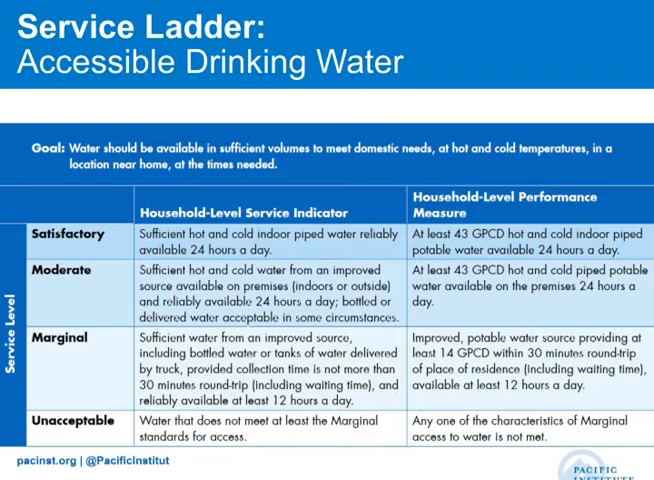 Service Ladder:
Accessible Drinking Water
Goal: Water should be available in sufficient volumes to meet domestic needs, at hot and cold temperatures, in a
location near home, at the times needed.
Household-Level Service Indicator
Household-Level Performance
Measure
Service Level
Satisfactory
Sufficient hot and cold indoor piped water reliably
available 24 hours a day.
At least 43 GPCD hot and cold indoor piped
potable water available 24 hours a day.
Moderate
Sufficient hot and cold water from an improved
source available on premises (indoors or outside)
and reliably available 24 hours a day; bottled or
delivered water acceptable in some circumstances.
At least 43 GPCD hot and cold piped potable
water available on the premises 24 hours a
day.
Marginal
Sufficient water from an improved source,
including bottled water or tanks of water delivered
by truck, provided collection time is not more than
30 minutes round-trip (including waiting time), and
reliably available at least 12 hours a day.
Improved, potable water source providing at
least 14 GPCD within 30 minutes round-trip
of place of residence (including waiting time),
available at least 12 hours a day.
Unacceptable
Water that does not meet at least the Marginal
standards for access.
Any one of the characteristics of Marginal
access to water is not met.
pacinst.org | @PacificInstitut
PACIFIC
INSTITUTE